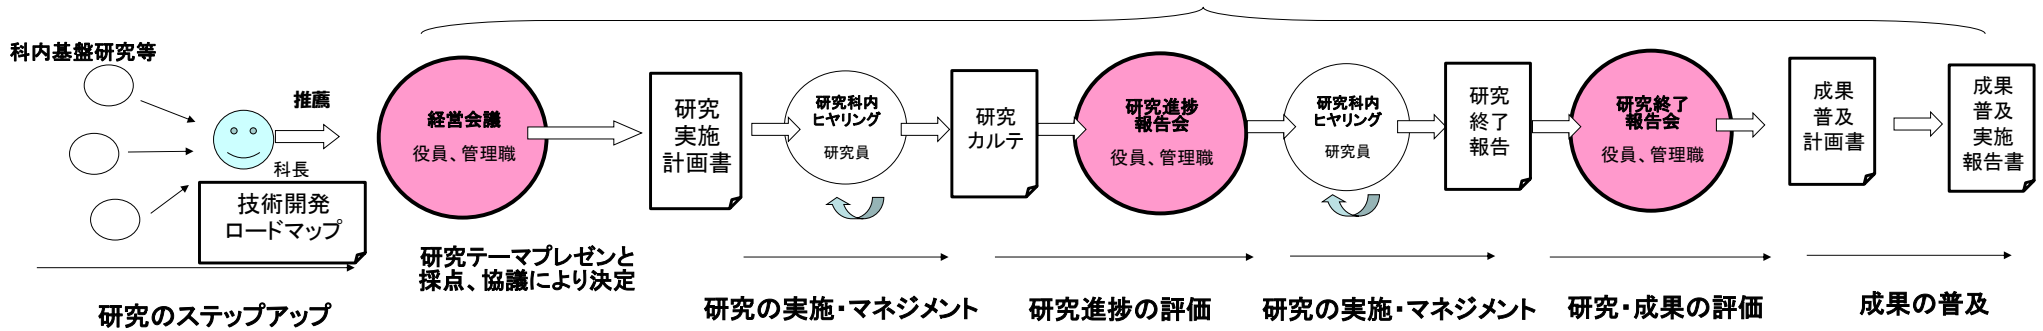 科内基盤研究等
推薦
科長
技術開発
ロードマップ
研究のステップアップ
経営会議
役員、管理職
研究テーマプレゼンと
採点、協議により決定
研究
実施
計画書
研究科内
ヒヤリング
研究員
研究の実施・マネジメント
研究
カルテ
研究進捗
報告会
役員、管理職
研究進捗の評価
研究科内
ヒヤリング
研究員
研究の実施・マネジメント
研究
終了
報告
研究終了
報告会
役員、管理職
研究・成果の評価
成果
普及
計画書
成果
普及
実施
報告書
成果の普及